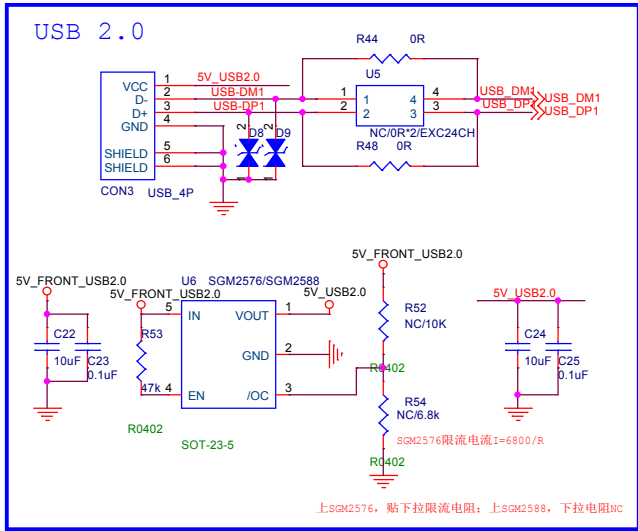 USB 2.0
R44 0R
U5
VCC 1 5V_USB2.0
D- 2 USB-DM1 1 1 4 4 USB_DM1 USB_DM1
D+ 3 USB-DP1 2 2 3 3 USB_DP1 USB_DP1
GND 4
NC/0R*2/EXC24CH
2 2
D8 D9
SHIELD 5
SHIELD 6
R48 0R
1 1
CON3 USB_4P
5V_FRONT_USB2.0
U6 SGM2576/SGM2588
5V_FRONT_USB2.0 5V_FRONT_USB2.0 5V_USB2.0 5V_USB2.0
5 IN VOUT 1
R52
NC/10K
C22
10uF
C23
0.1uF
R53
47k
GND 2
C24
10uF
C25
0.1uF
R0402
4 EN /OC 3
R54
NC/6.8k
R0402
SOT-23-5
SGM2576限流电流I=6800/R
R0402
上SGM2576，贴下拉限流电阻；上SGM2588，下拉电阻NC